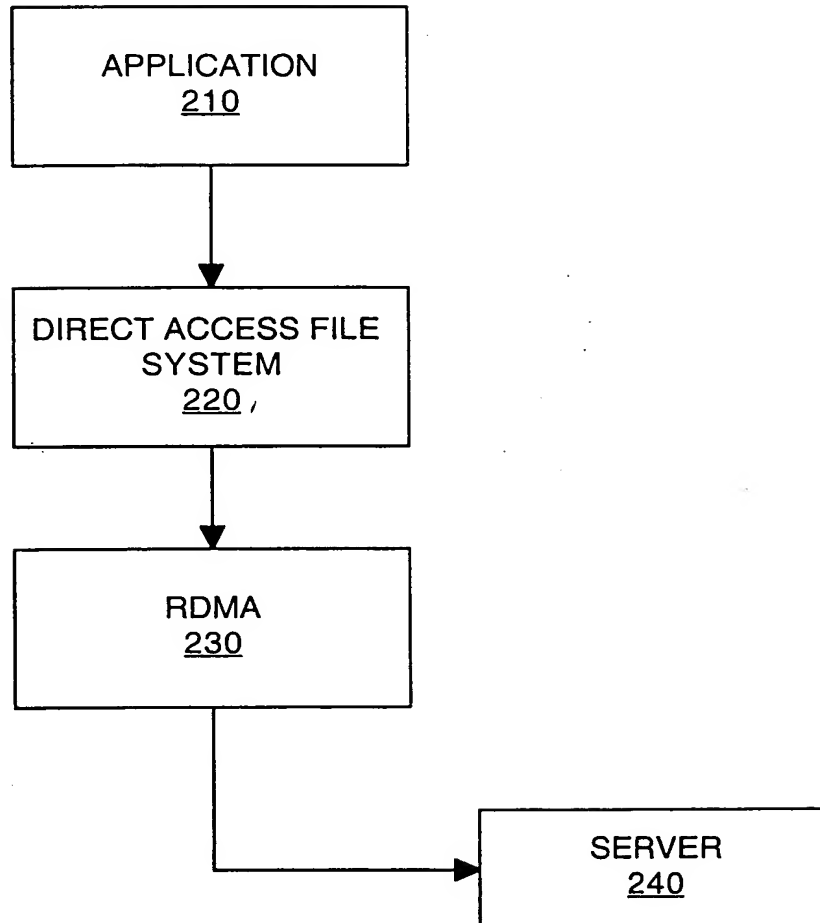 APPLICATION
210
DIRECT ACCESS FILE
SYSTEM
220
RDMA
230
SERVER
240